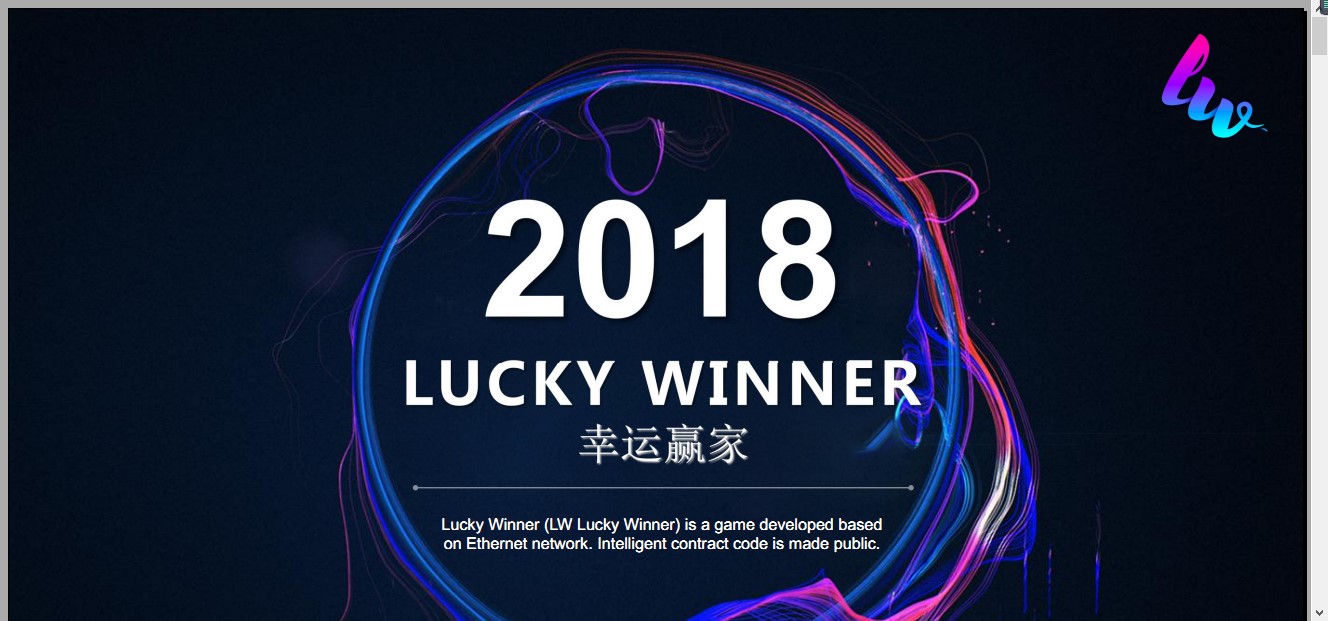 lw
2018
LUCKY WINNER
幸运赢家
Lucky Winner (LW Lucky Winner) is a game developed based
on Ethernet network. Intelligent contract code is made public.